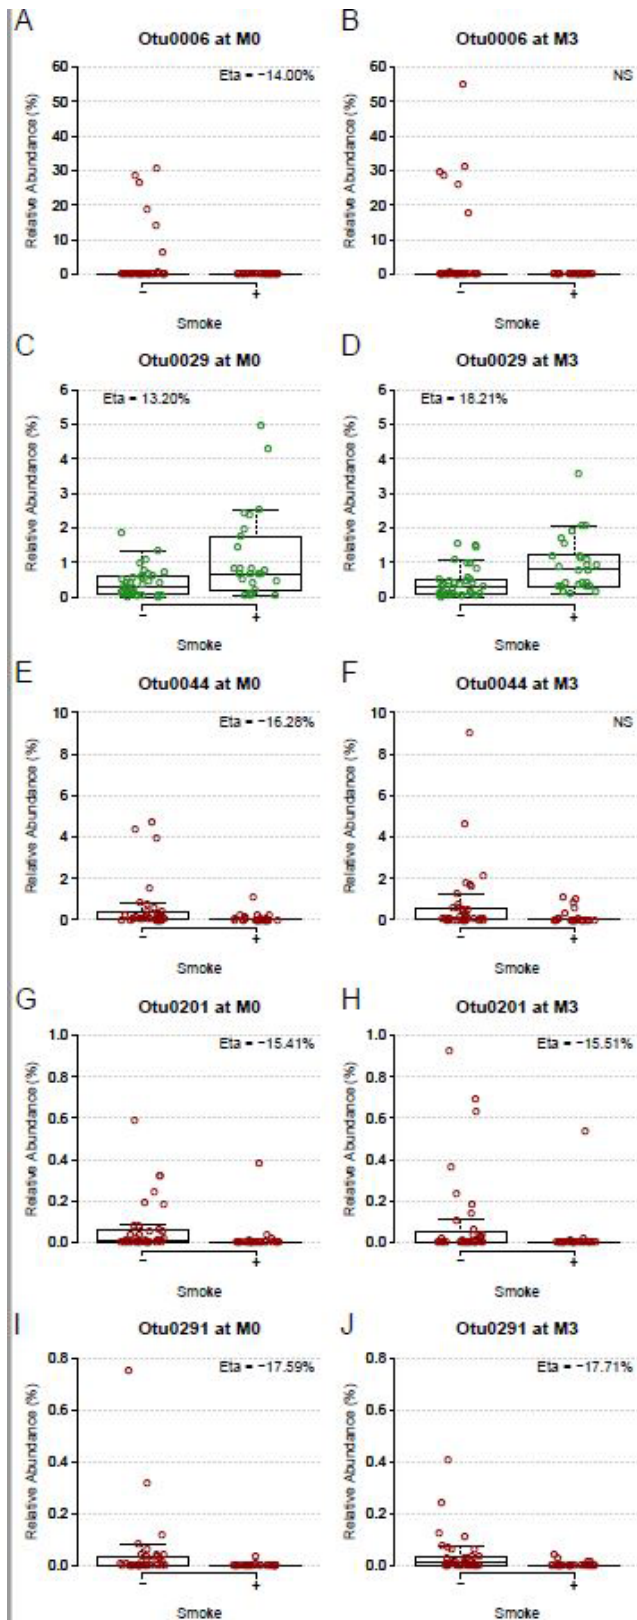 A
Otu0006 at M0
Eta = −14.00%
Relative Abundance (%)
60
50
40
30
20
10
0
−
+
Smoke
B
Otu0006 at M3
NS
Relative Abundance (%)
60
50
40
30
20
10
0
−
+
Smoke
C
Otu0029 at M0
Eta = 13.20%
Relative Abundance (%)
6
5
4
3
2
1
0
−
+
Smoke
D
Otu0029 at M3
Eta = 18.21%
Relative Abundance (%)
6
5
4
3
2
1
0
−
+
Smoke
E
Otu0044 at M0
Eta = −16.28%
Relative Abundance (%)
10
8
6
4
2
0
−
+
Smoke
F
Otu0044 at M3
NS
Relative Abundance (%)
10
8
6
4
2
0
−
+
Smoke
G
Otu0201 at M0
Eta = −15.41%
Relative Abundance (%)
1.0
0.8
0.6
0.4
0.2
0.0
−
+
Smoke
H
Otu0201 at M3
Eta = −15.51%
Relative Abundance (%)
1.0
0.8
0.6
0.4
0.2
0.0
−
+
Smoke
I
Otu0291 at M0
Eta = −17.59%
Relative Abundance (%)
0.8
0.6
0.4
0.2
0.0
−
+
Smoke
J
Otu0291 at M3
Eta = −17.71%
Relative Abundance (%)
0.8
0.6
0.4
0.2
0.0
−
+
Smoke